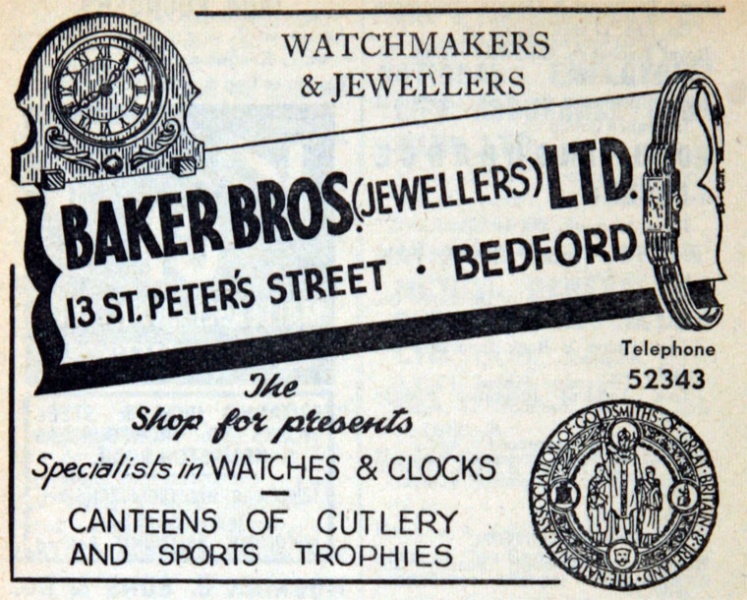 WATCHMAKERS
& JEWELLERS
BAKER BROS. (JEWELLERS) LTD.
13 ST. PETER'S STREET · BEDFORD
Telephone
52343
The
Shop for presents
Specialists in WATCHES & CLOCKS
CANTEENS OF CUTLERY
AND SPORTS TROPHIES
THE NATIONAL ASSOCIATION OF GOLDSMITHS OF GREAT BRITAIN & IRELAND